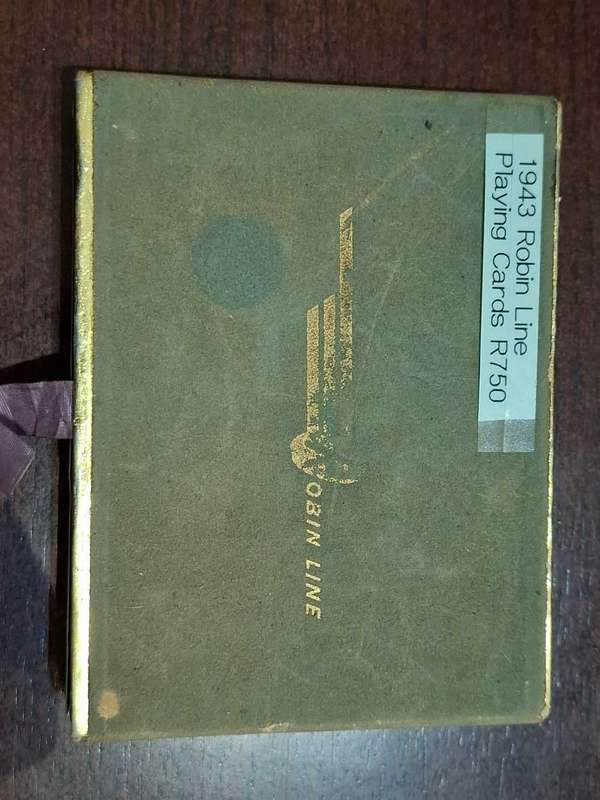 1943 Robin Line
Playing Cards R750
ROBIN LINE